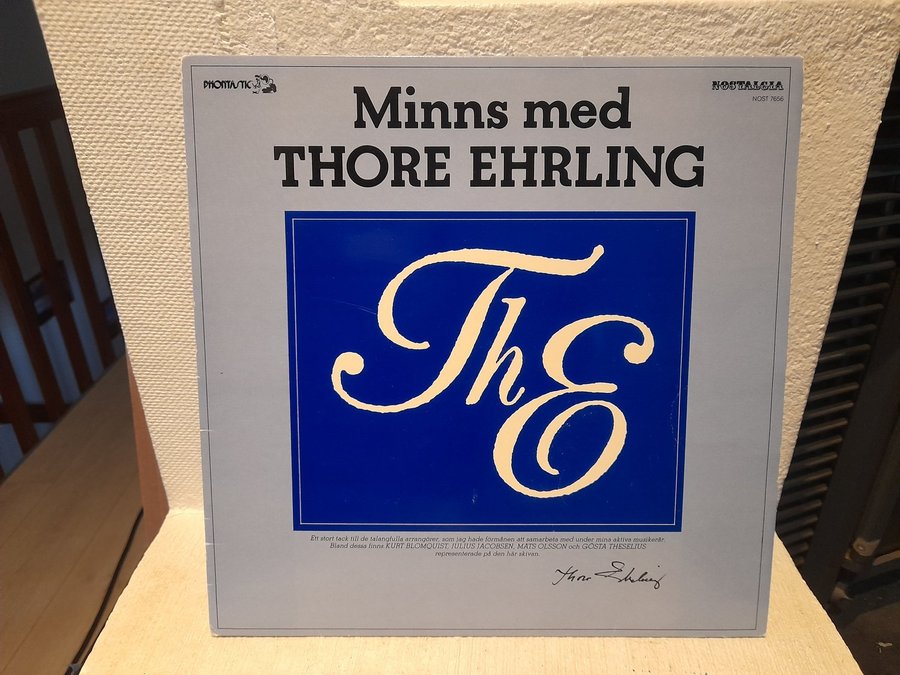 PHONTASTIC
NOSTALGIA
NOST 7656
Minns med
THORE EHRLING
ThE
Ett stort tack till de talangfulla arrangörer, som jag hade förmånen att samarbeta med under mina aktiva musikerår.
Bland dessa finns KURT BLOMQUIST, JULIUS JACOBSEN, MATS OLSSON och GÖSTA THESELIUS
representerade på den här skivan.
Thore Ehrling